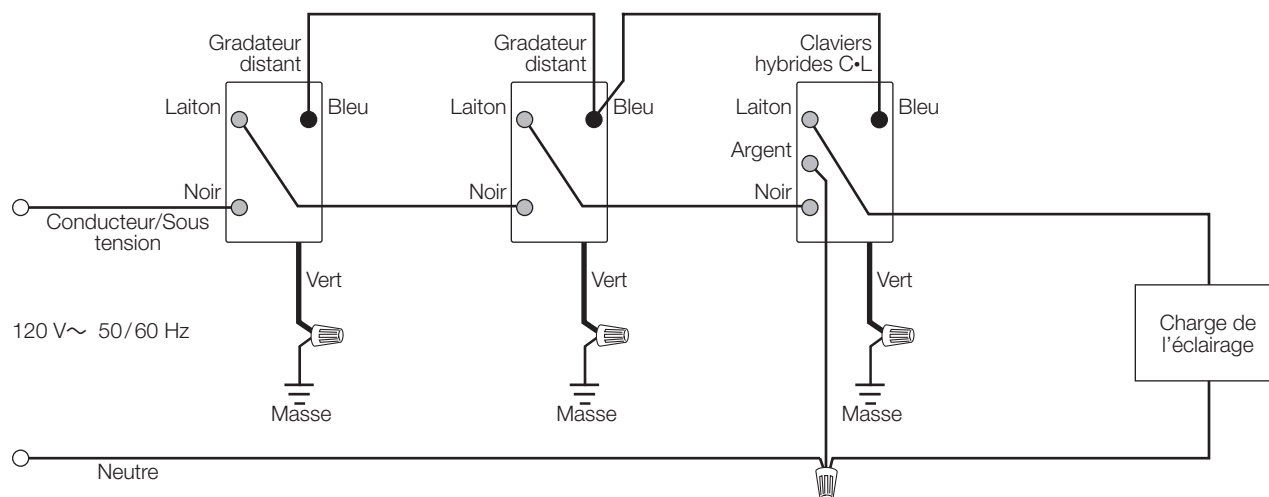 Gradateur
distant
Gradateur
distant
Claviers
hybrides C•L
Laiton
Bleu
Laiton
Bleu
Laiton
Bleu
Argent
Noir
Noir
Noir
Conducteur/Sous
tension
Vert
Vert
Vert
120 V~ 50/60 Hz
Charge de
l’éclairage
Masse
Masse
Masse
Neutre